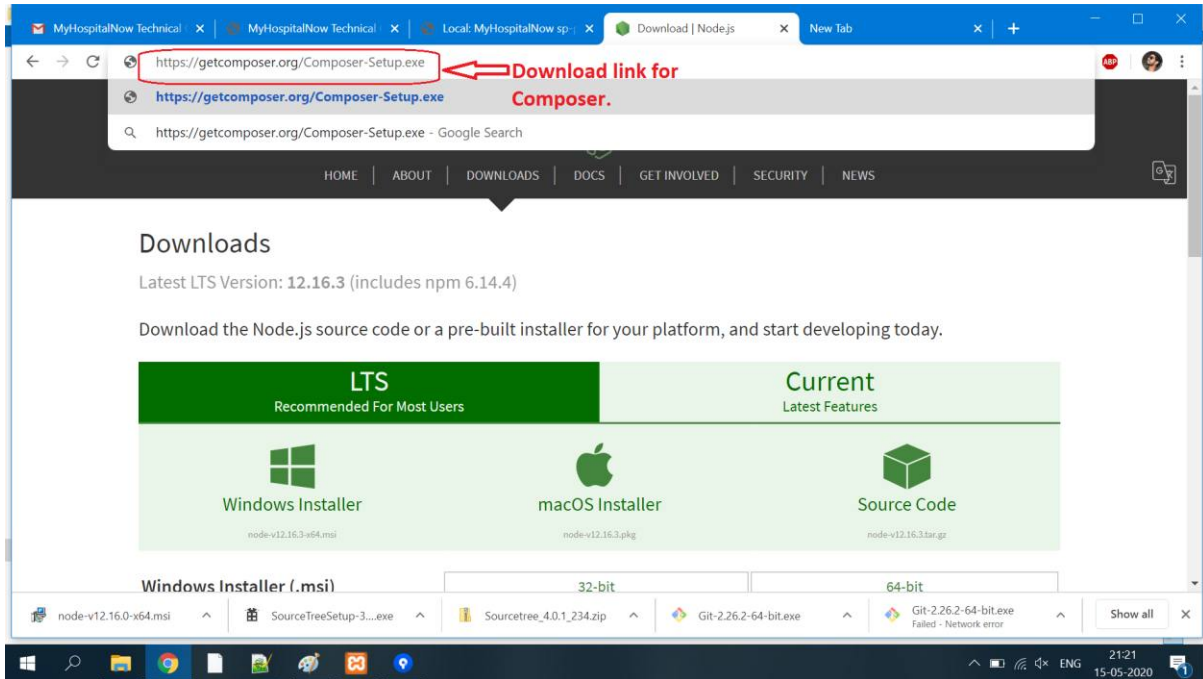 MyHospitalNow Technical
MyHospitalNow Technical
Local: MyHospitalNow sp-
Download | Node.js
New Tab
https://getcomposer.org/Composer-Setup.exe
Download link for
Composer.
ABP
https://getcomposer.org/Composer-Setup.exe
https://getcomposer.org/Composer-Setup.exe - Google Search
HOME | ABOUT | DOWNLOADS | DOCS | GET INVOLVED | SECURITY | NEWS
Downloads
Latest LTS Version: 12.16.3 (includes npm 6.14.4)
Download the Node.js source code or a pre-built installer for your platform, and start developing today.
LTS
Recommended For Most Users
Current
Latest Features
Windows Installer
node-v12.16.3-x64.msi
macOS Installer
node-v12.16.3.pkg
Source Code
node-v12.16.3.tar.gz
Windows Installer (.msi)
32-bit
64-bit
node-v12.16.0-x64.msi
SourceTreeSetup-3....exe
Sourcetree_4.0.1_234.zip
Git-2.26.2-64-bit.exe
Git-2.26.2-64-bit.exe
Failed - Network error
Show all
ENG
21:21
15-05-2020
1